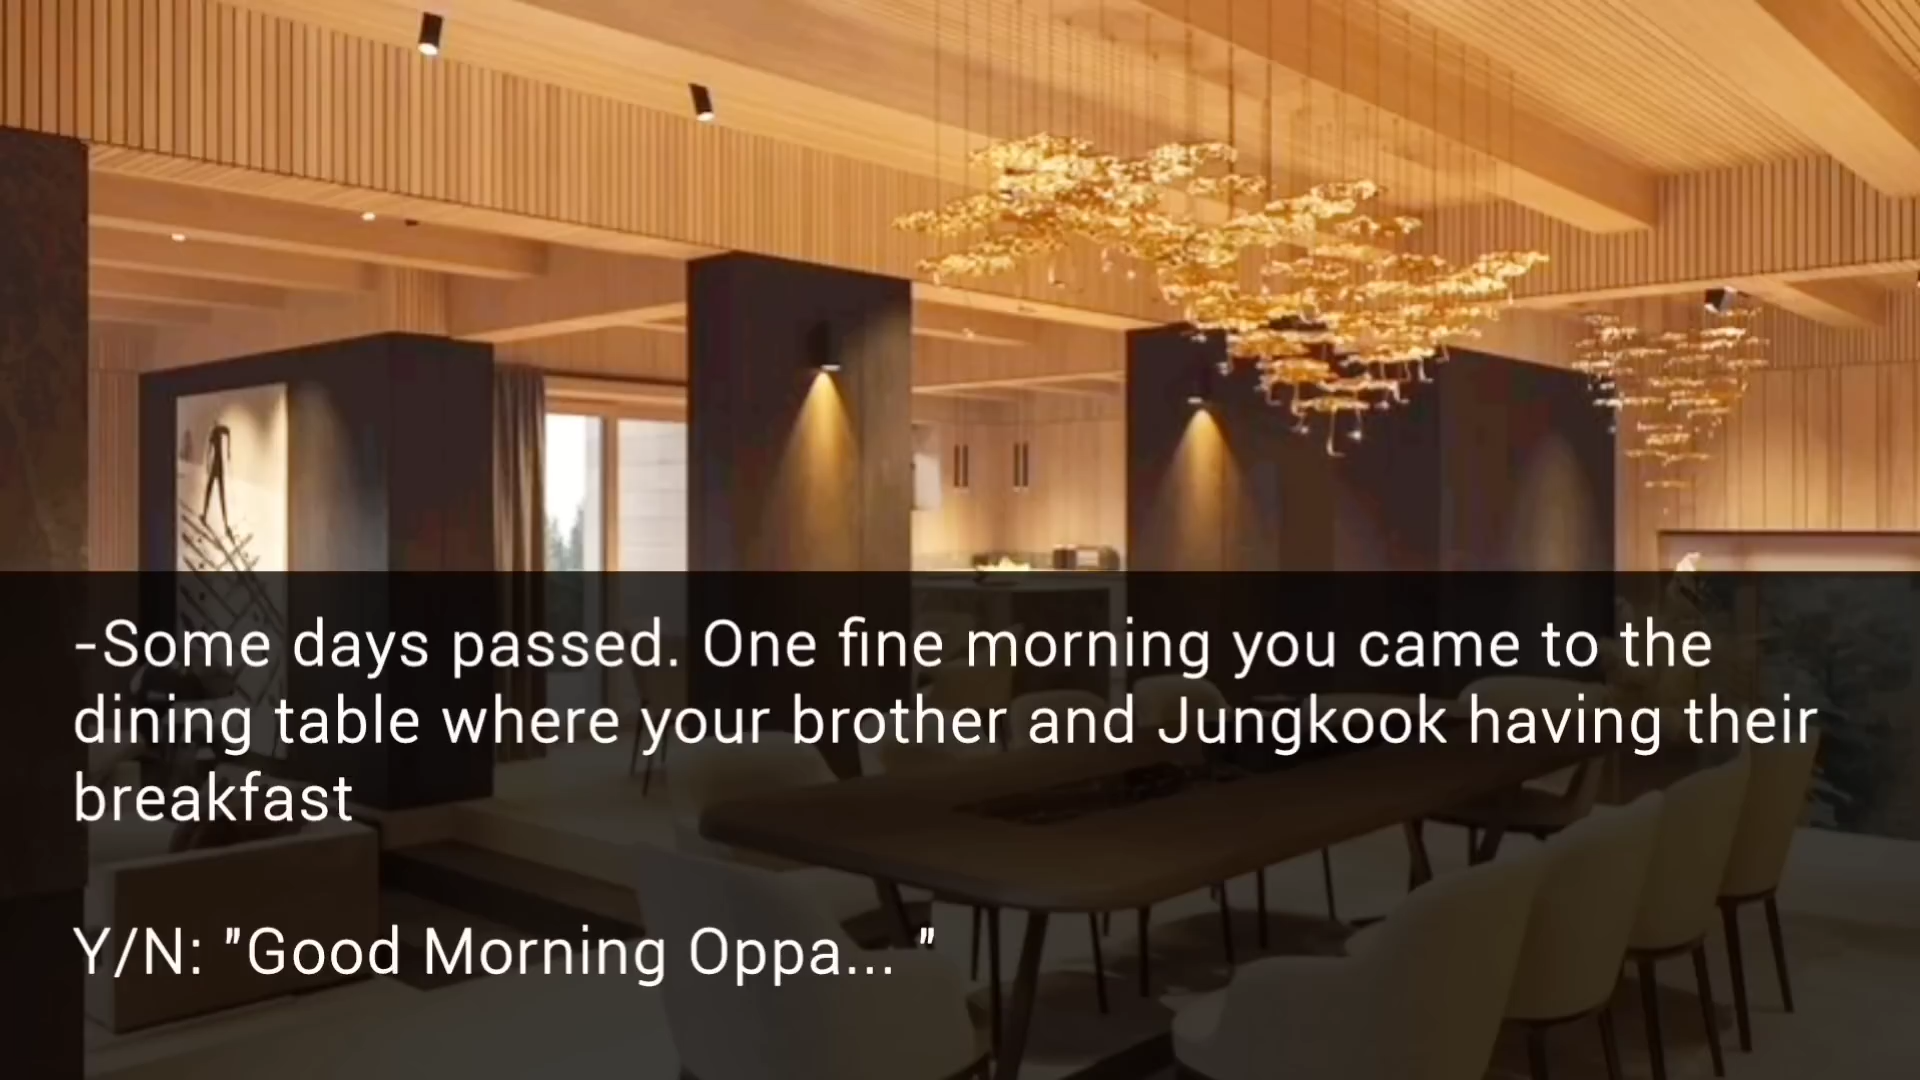 -Some days passed. One fine morning you came to the
dining table where your brother and Jungkook having their
breakfast
Y/N: "Good Morning Oppa... "